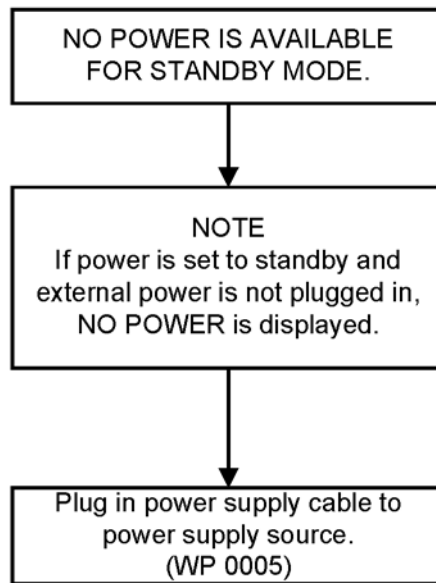 NO POWER IS AVAILABLE
FOR STANDBY MODE.
NOTE
If power is set to standby and
external power is not plugged in,
NO POWER is displayed.
Plug in power supply cable to
power supply source.
(WP 0005)